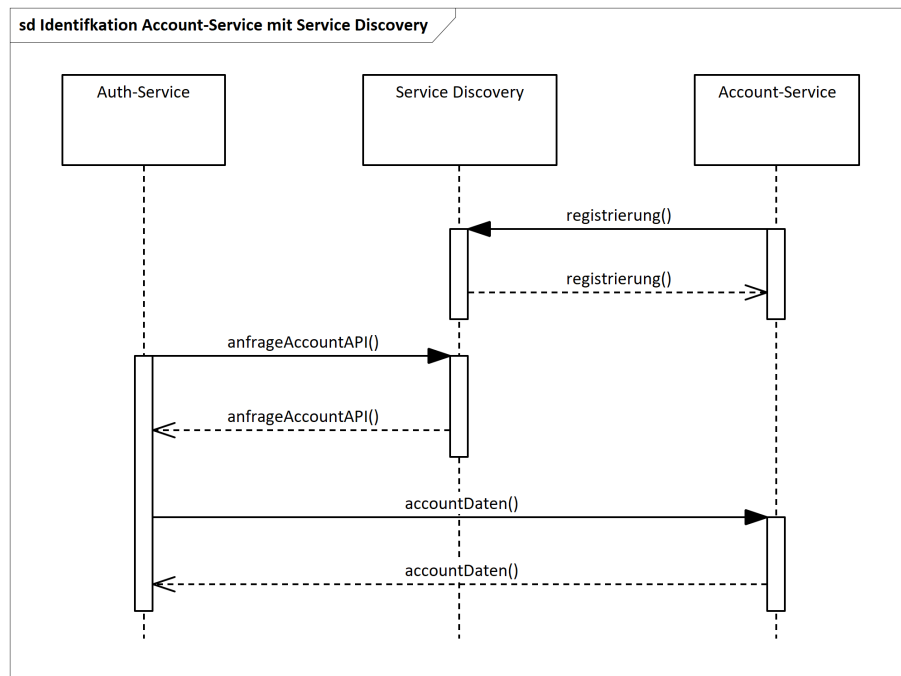 sd Identifkation Account-Service mit Service Discovery
Auth-Service
Service Discovery
Account-Service
registrierung()
registrierung()
anfrageAccountAPI()
anfrageAccountAPI()
accountDaten()
accountDaten()